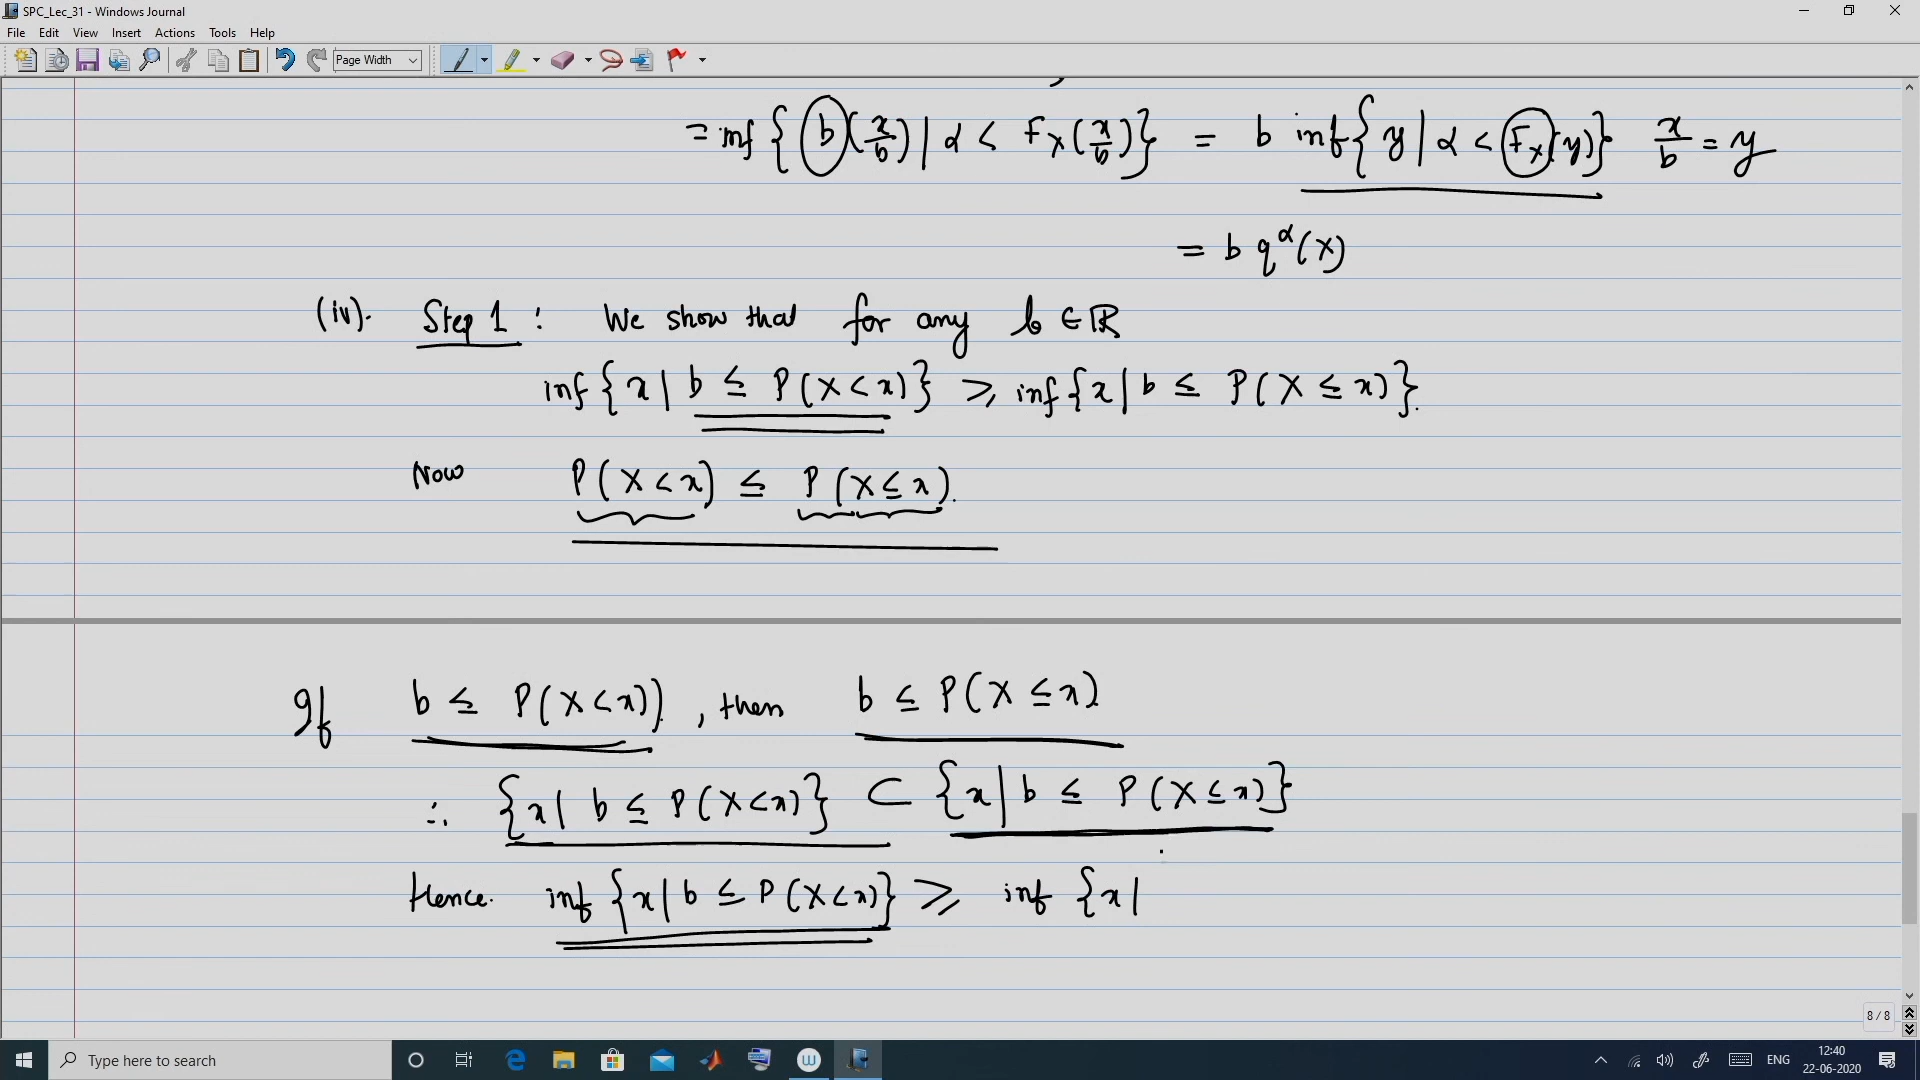 SPC_Lec_31 - Windows Journal
File Edit View Insert Actions Tools Help
Page Width
= inf { b (x/b) | α < F_X (x/b) } = b inf { y | α < F_X (y) } x/b = y
= b q^α (X)
(iv). Step 1 : We show that for any b ∈ ℝ
inf { x | b ≤ P( X < x ) } ≥ inf { x | b ≤ P( X ≤ x ) }.
Now P( X < x ) ≤ P( X ≤ x ).
If b ≤ P( X < x ) , then b ≤ P( X ≤ x )
∴ { x | b ≤ P( X < x ) } ⊂ { x | b ≤ P( X ≤ x ) }
Hence. inf { x | b ≤ P( X < x ) } ≥ inf { x |
8 / 8
Type here to search
ENG
12:40
22-06-2020